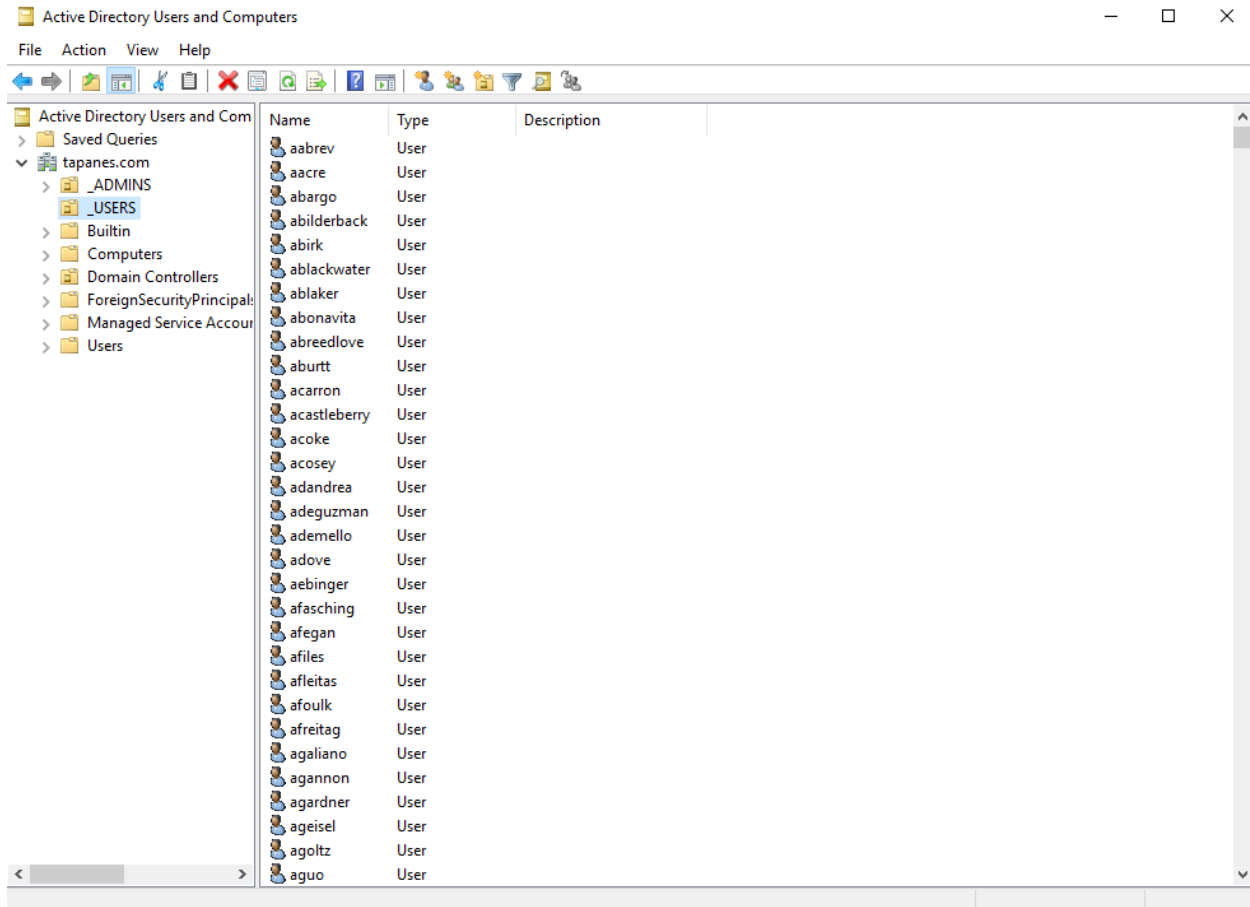 Active Directory Users and Computers
File Action View Help
Active Directory Users and Com
Saved Queries
tapanes.com
_ADMINS
_USERS
Builtin
Computers
Domain Controllers
ForeignSecurityPrincipals
Managed Service Accour
Users
Name Type Description
aabrev User
aacre User
abargo User
abilderback User
abirk User
ablackwater User
ablaker User
abonavita User
abreedlove User
aburtt User
acarron User
acastleberry User
acoke User
acosey User
adandrea User
adeguzman User
ademello User
adove User
aebinger User
afasching User
afegan User
afiles User
afleitas User
afoulk User
afreitag User
agaliano User
agannon User
agardner User
ageisel User
agoltz User
aguo User